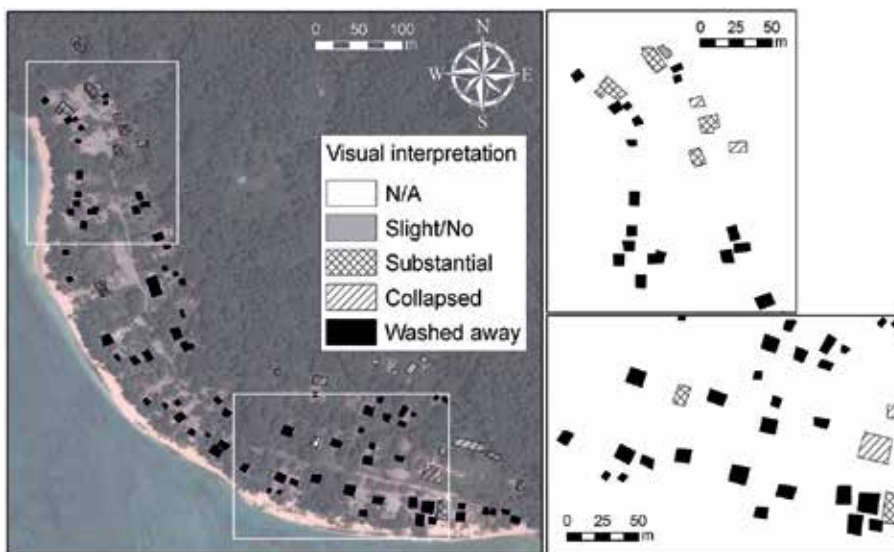 0 50 100
m
N
W E
S
Visual interpretation
N/A
Slight/No
Substantial
Collapsed
Washed away
0 25 50
m
0 25 50
m